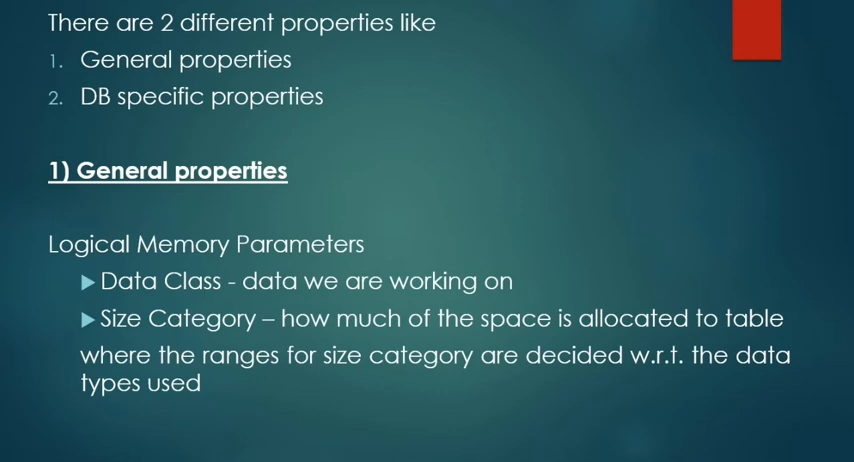 There are 2 different properties like
1. General properties
2. DB specific properties
1) General properties
Logical Memory Parameters
▶ Data Class - data we are working on
▶ Size Category – how much of the space is allocated to table
where the ranges for size category are decided w.r.t. the data
types used